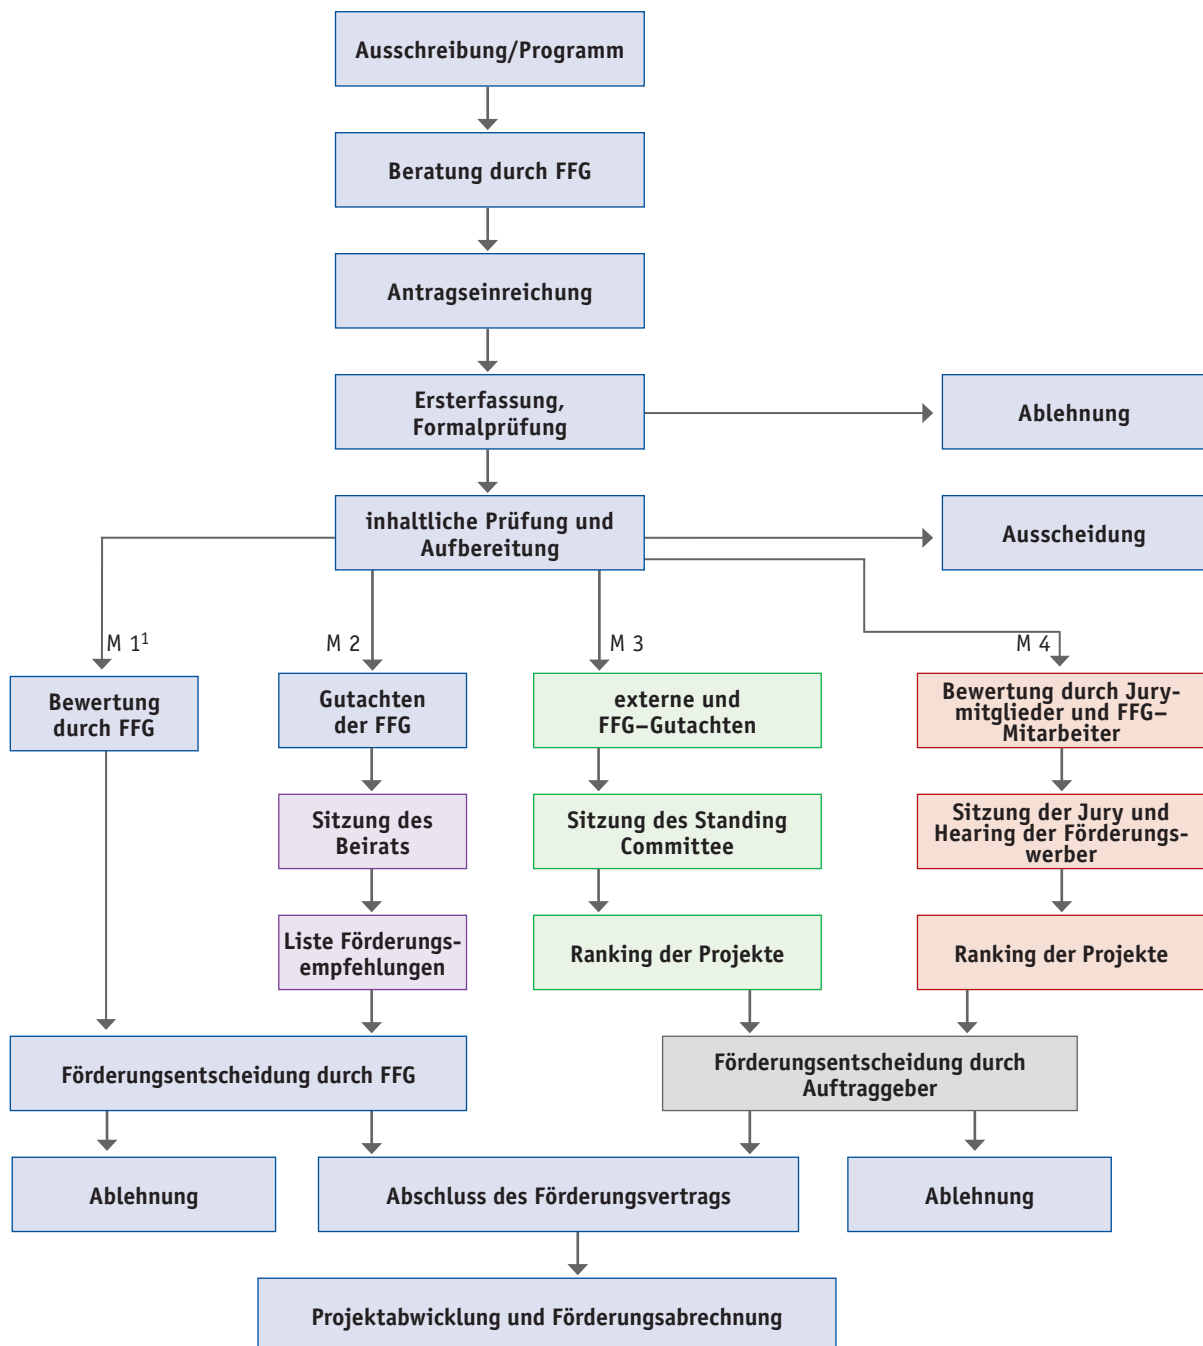 Ausschreibung/Programm
Beratung durch FFG
Antragseinreichung
Ersterfassung,
Formalprüfung
Ablehnung
inhaltliche Prüfung und
Aufbereitung
Ausscheidung
M 1¹
M 2
M 3
M 4
Bewertung
durch FFG
Gutachten
der FFG
externe und
FFG–Gutachten
Bewertung durch Jury-
mitglieder und FFG–
Mitarbeiter
Sitzung des
Beirats
Sitzung des Standing
Committee
Sitzung der Jury und
Hearing der Förderungs-
werber
Liste Förderungs-
empfehlungen
Ranking der Projekte
Ranking der Projekte
Förderungsentscheidung durch FFG
Förderungsentscheidung durch
Auftraggeber
Ablehnung
Abschluss des Förderungsvertrags
Ablehnung
Projektabwicklung und Förderungsabrechnung